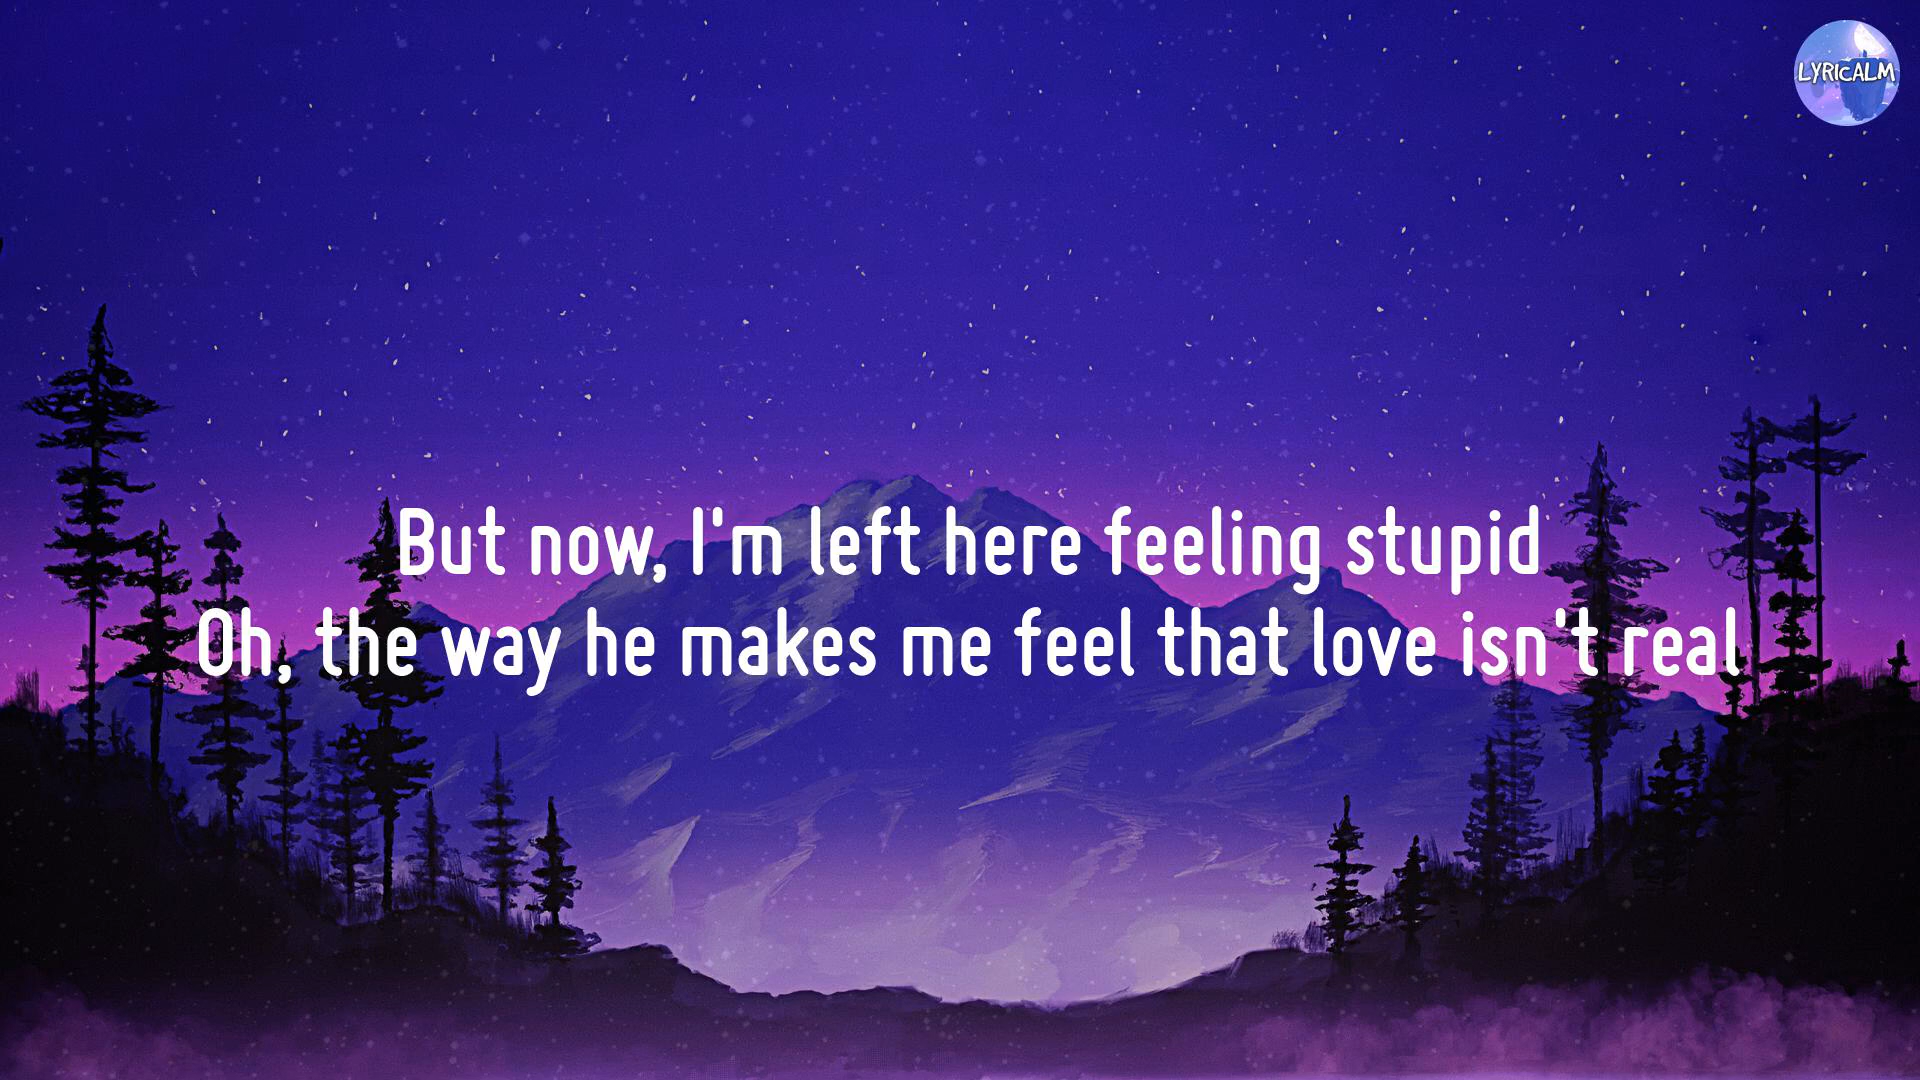 LYRICALM
But now, I'm left here feeling stupid
Oh, the way he makes me feel that love isn't real